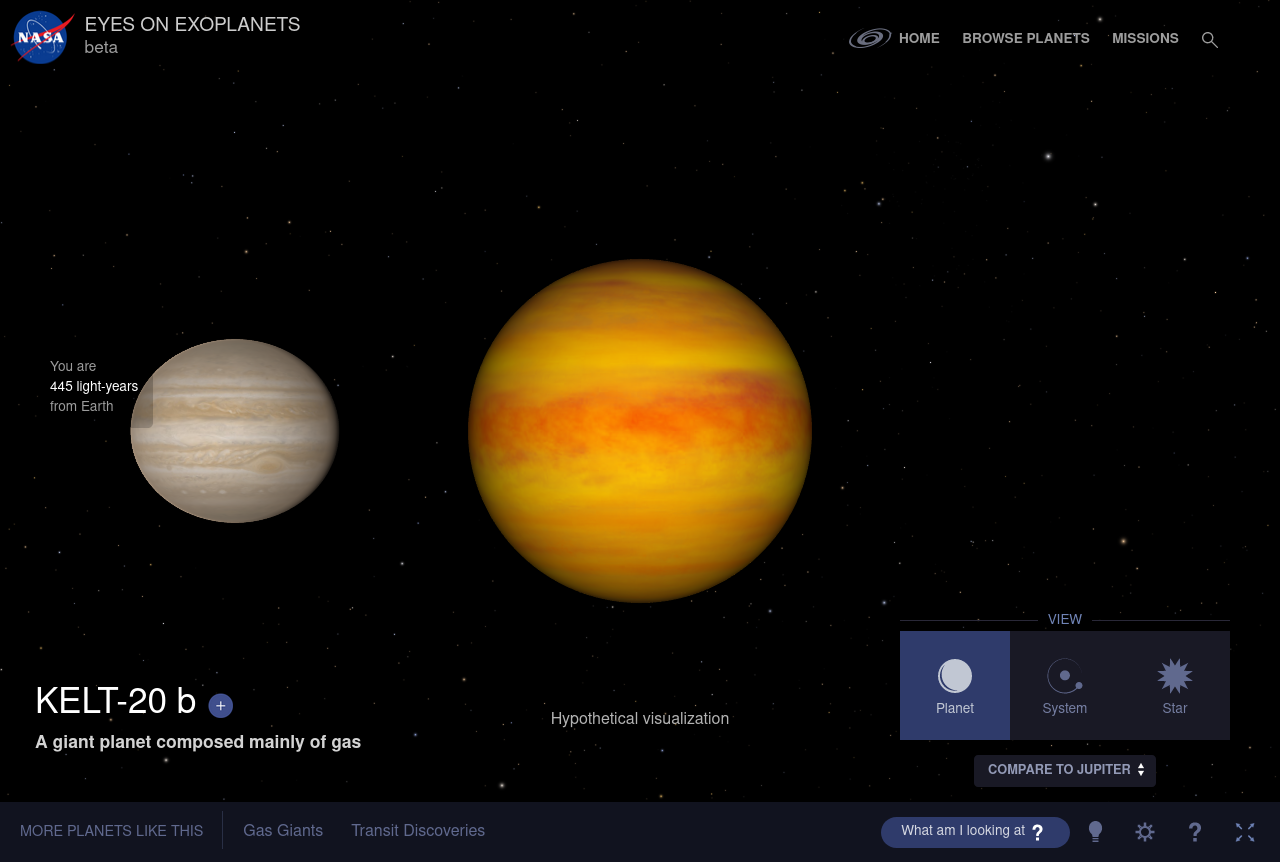 NASA
EYES ON EXOPLANETS
beta
HOME
BROWSE PLANETS
MISSIONS
You are
445 light-years
from Earth
VIEW
Planet
System
Star
KELT-20 b +
A giant planet composed mainly of gas
Hypothetical visualization
COMPARE TO JUPITER
MORE PLANETS LIKE THIS
Gas Giants
Transit Discoveries
What am I looking at ?
?